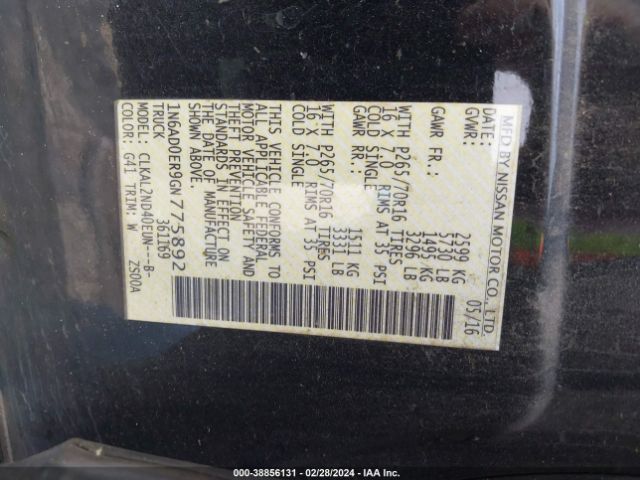 MFD BY NISSAN MOTOR CO., LTD.
DATE: 05/16
GVWR: 2599 KG
5730 LB
GAWR FR.: 1495 KG
3296 LB
WITH P265/70R16 TIRES
16 X 7.0 RIMS AT 35 PSI
COLD SINGLE
GAWR RR.: 1511 KG
3331 LB
WITH P265/70R16 TIRES
16 X 7.0 RIMS AT 35 PSI
COLD SINGLE
THIS VEHICLE CONFORMS TO
ALL APPLICABLE FEDERAL
MOTOR VEHICLE SAFETY AND
THEFT PREVENTION
STANDARDS IN EFFECT ON
THE DATE OF MANUFACTURE
SHOWN ABOVE.
1N6AD0ER9GN775892
TRUCK 361I69
MODEL: CLKAL2ND40EUN---B-
COLOR: G41 TRIM: W ZS00A
000-38856131 - 02/28/2024 - IAA Inc.